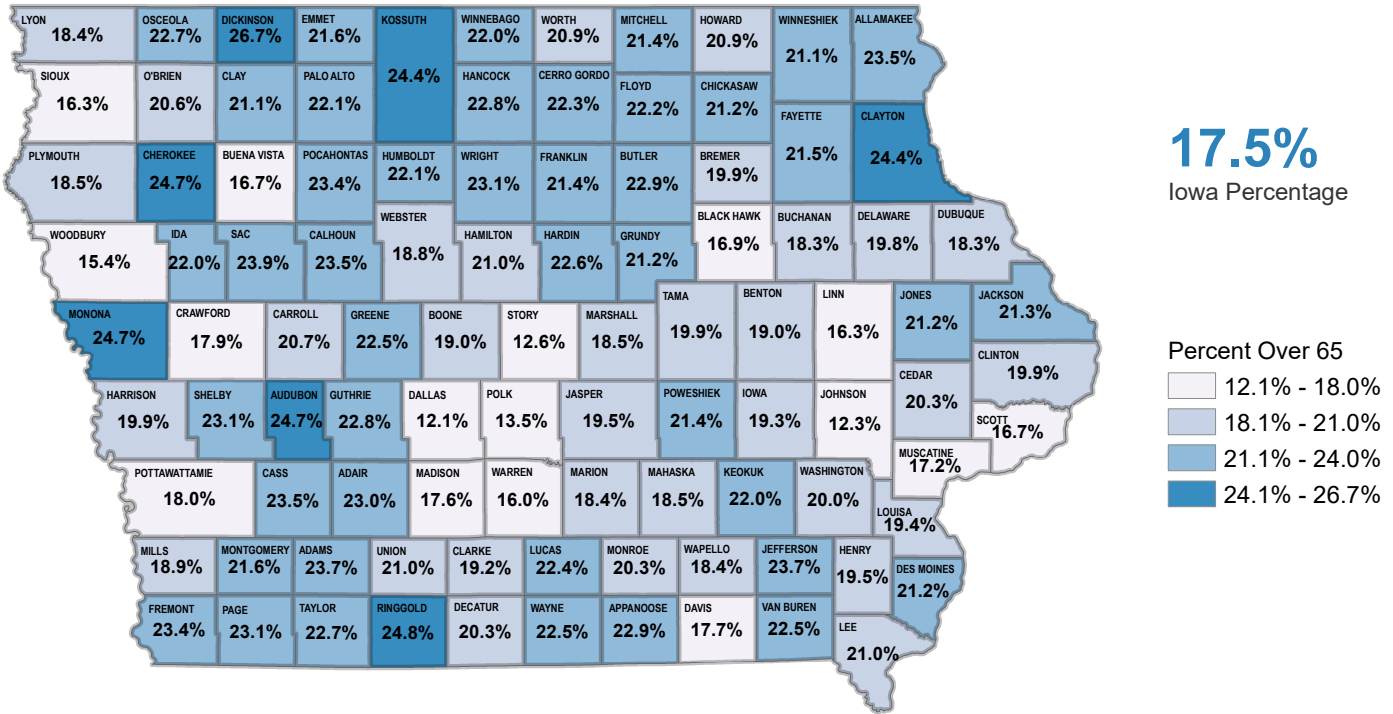 LYON
18.4%
OSCEOLA
22.7%
DICKINSON
26.7%
EMMET
21.6%
KOSSUTH
24.4%
WINNEBAGO
22.0%
WORTH
20.9%
MITCHELL
21.4%
HOWARD
20.9%
WINNESHIEK
21.1%
ALLAMAKEE
23.5%
SIOUX
16.3%
O'BRIEN
20.6%
CLAY
21.1%
PALO ALTO
22.1%
HANCOCK
22.8%
CERRO GORDO
22.3%
FLOYD
22.2%
CHICKASAW
21.2%
FAYETTE
21.5%
CLAYTON
24.4%
PLYMOUTH
18.5%
CHEROKEE
24.7%
BUENA VISTA
16.7%
POCAHONTAS
23.4%
HUMBOLDT
22.1%
WRIGHT
23.1%
FRANKLIN
21.4%
BUTLER
22.9%
BREMER
19.9%
WOODBURY
15.4%
IDA
22.0%
SAC
23.9%
CALHOUN
23.5%
WEBSTER
18.8%
HAMILTON
21.0%
HARDIN
22.6%
GRUNDY
21.2%
BLACK HAWK
16.9%
BUCHANAN
18.3%
DELAWARE
19.8%
DUBUQUE
18.3%
MONONA
24.7%
CRAWFORD
17.9%
CARROLL
20.7%
GREENE
22.5%
BOONE
19.0%
STORY
12.6%
MARSHALL
18.5%
TAMA
19.9%
BENTON
19.0%
LINN
16.3%
JONES
21.2%
JACKSON
21.3%
CLINTON
19.9%
HARRISON
19.9%
SHELBY
23.1%
AUDUBON
24.7%
GUTHRIE
22.8%
DALLAS
12.1%
POLK
13.5%
JASPER
19.5%
POWESHIEK
21.4%
IOWA
19.3%
JOHNSON
12.3%
CEDAR
20.3%
SCOTT
16.7%
MUSCATINE
17.2%
POTTAWATTAMIE
18.0%
CASS
23.5%
ADAIR
23.0%
MADISON
17.6%
WARREN
16.0%
MARION
18.4%
MAHASKA
18.5%
KEOKUK
22.0%
WASHINGTON
20.0%
LOUISA
19.4%
MILLS
18.9%
MONTGOMERY
21.6%
ADAMS
23.7%
UNION
21.0%
CLARKE
19.2%
LUCAS
22.4%
MONROE
20.3%
WAPELLO
18.4%
JEFFERSON
23.7%
HENRY
19.5%
DES MOINES
21.2%
FREMONT
23.4%
PAGE
23.1%
TAYLOR
22.7%
RINGGOLD
24.8%
DECATUR
20.3%
WAYNE
22.5%
APPANOOSE
22.9%
DAVIS
17.7%
VAN BUREN
22.5%
LEE
21.0%
17.5%
Iowa Percentage
Percent Over 65
12.1% - 18.0%
18.1% - 21.0%
21.1% - 24.0%
24.1% - 26.7%